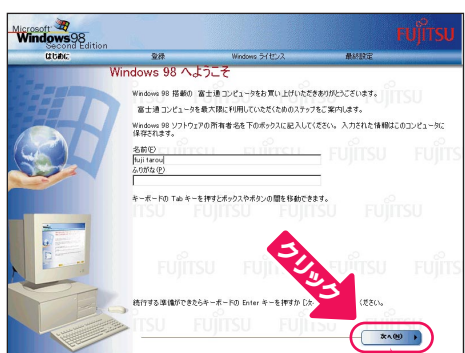 Microsoft
Windows98
Second Edition
FUJITSU
はじめに 登録 Windows ライセンス 最終設定
Windows 98 へようこそ
Windows 98 搭載の 富士通コンピュータをお買い上げいただきありがとうございます。
富士通コンピュータを最大限に利用していただくためのステップをご案内します。
Windows 98 ソフトウェアの所有者名を下のボックスに記入してください。 入力された情報はこのコンピュータに
保存されます。
名前(E)
fuji tarou
ふりがな(P)
キーボードの Tab キーを押すとボックスやボタンの間を移動できます。
クリック
続行する準備ができたらキーボードの Enter キーを押すか [次 ください。
次へ(N)